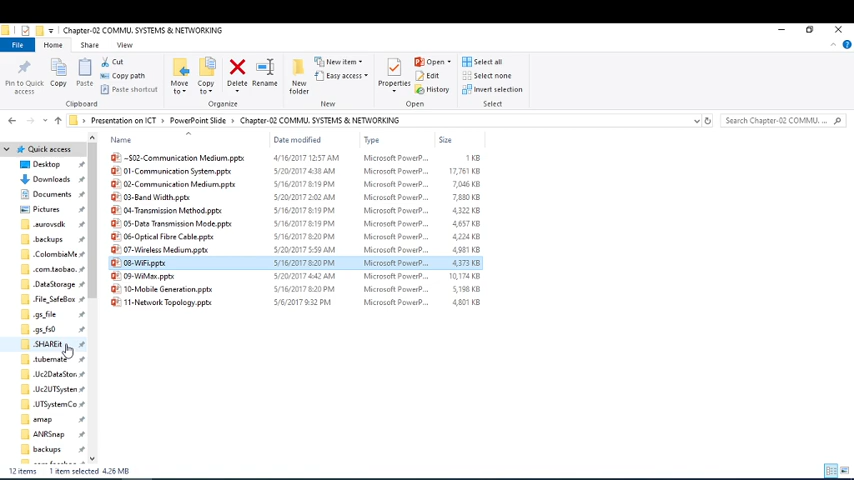 Chapter-02 COMMU. SYSTEMS & NETWORKING
File Home Share View
Pin to Quick access
Copy
Paste
Cut
Copy path
Paste shortcut
Clipboard
Move to
Copy to
Delete
Rename
Organize
New folder
New item
Easy access
New
Properties
Open
Edit
History
Open
Select all
Select none
Invert selection
Select
Presentation on ICT PowerPoint Slide Chapter-02 COMMU. SYSTEMS & NETWORKING Search Chapter-02 COMMU. ...
Name Date modified Type Size
Quick access
Desktop
Downloads
Documents
Pictures
.aurovsdk
.backups
.ColombiaMe
.com.taobao.
.DataStorage
.File_SafeBox
.gs_file
.gs_fs0
.SHAREit
.tubemate
.Uc2DataStor
.Uc2UTSystem
.UTSystemCo
amap
ANRSnap
backups
~$02-Communication Medium.pptx 4/16/2017 12:57 AM Microsoft PowerP... 1 KB
01-Communication System.pptx 5/20/2017 4:38 AM Microsoft PowerP... 17,761 KB
02-Communication Medium.pptx 5/16/2017 8:19 PM Microsoft PowerP... 7,046 KB
03-Band Width.pptx 5/20/2017 2:02 AM Microsoft PowerP... 7,880 KB
04-Transmission Method.pptx 5/16/2017 8:19 PM Microsoft PowerP... 4,322 KB
05-Data Transmission Mode.pptx 5/16/2017 8:19 PM Microsoft PowerP... 4,657 KB
06-Optical Fibre Cable.pptx 5/16/2017 8:20 PM Microsoft PowerP... 4,224 KB
07-Wireless Medium.pptx 5/20/2017 5:59 AM Microsoft PowerP... 4,981 KB
08-WiFi.pptx 5/16/2017 8:20 PM Microsoft PowerP... 4,373 KB
09-WiMax.pptx 5/20/2017 4:42 AM Microsoft PowerP... 10,174 KB
10-Mobile Generation.pptx 5/16/2017 8:20 PM Microsoft PowerP... 5,198 KB
11-Network Topology.pptx 5/6/2017 9:32 PM Microsoft PowerP... 4,801 KB
12 items 1 item selected 4.26 MB